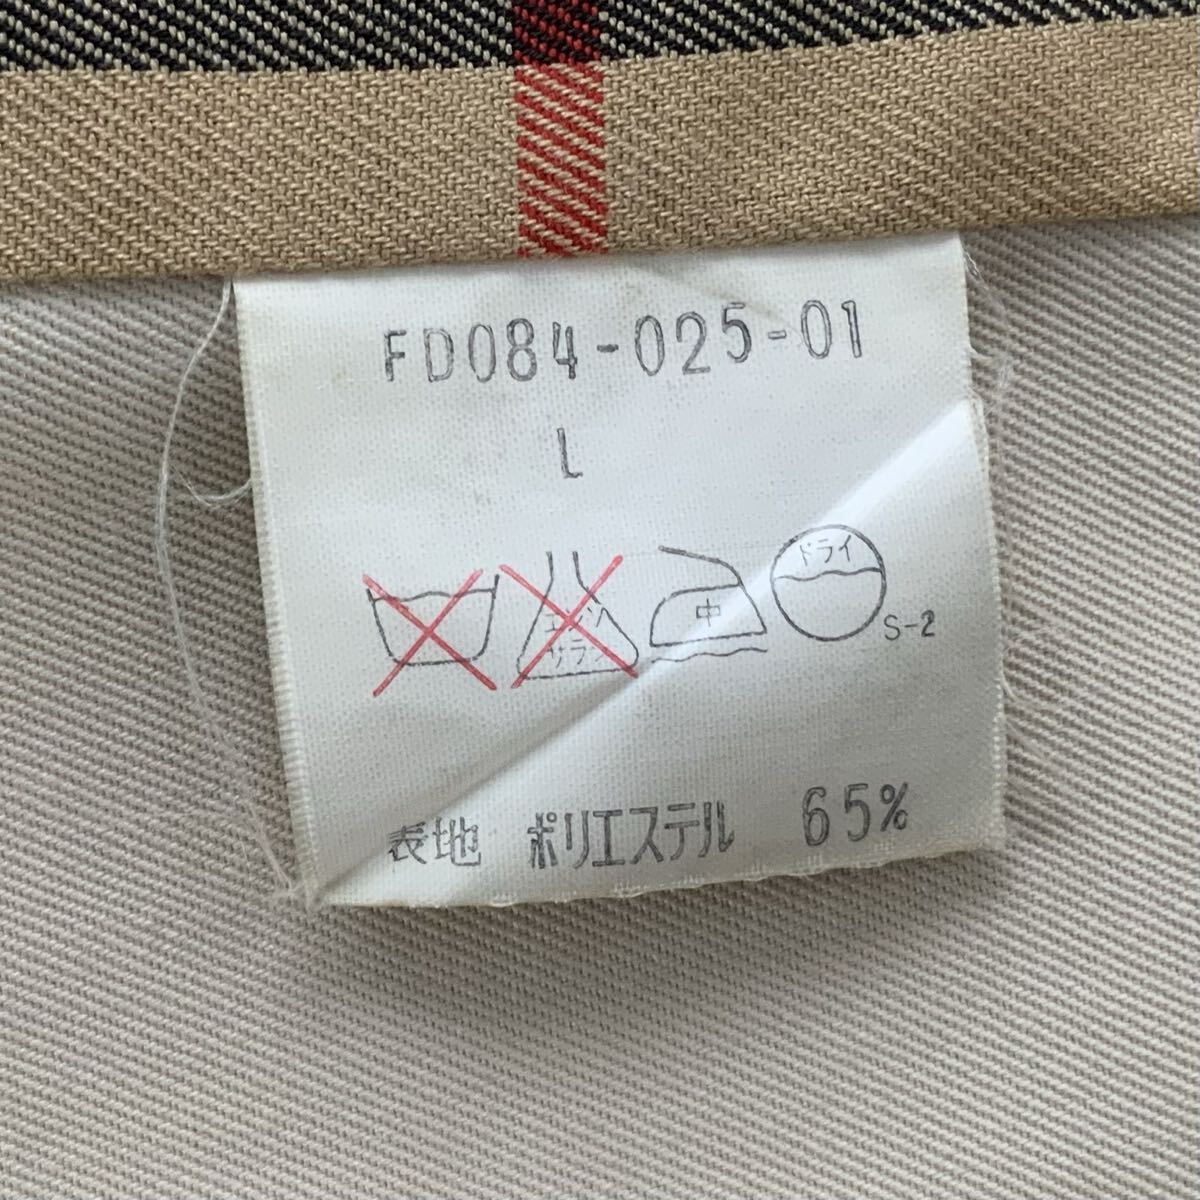 FD084-025-01
L
エンソ
サラシ
中
ドライ
S-2
表地 ポリエステル 65%